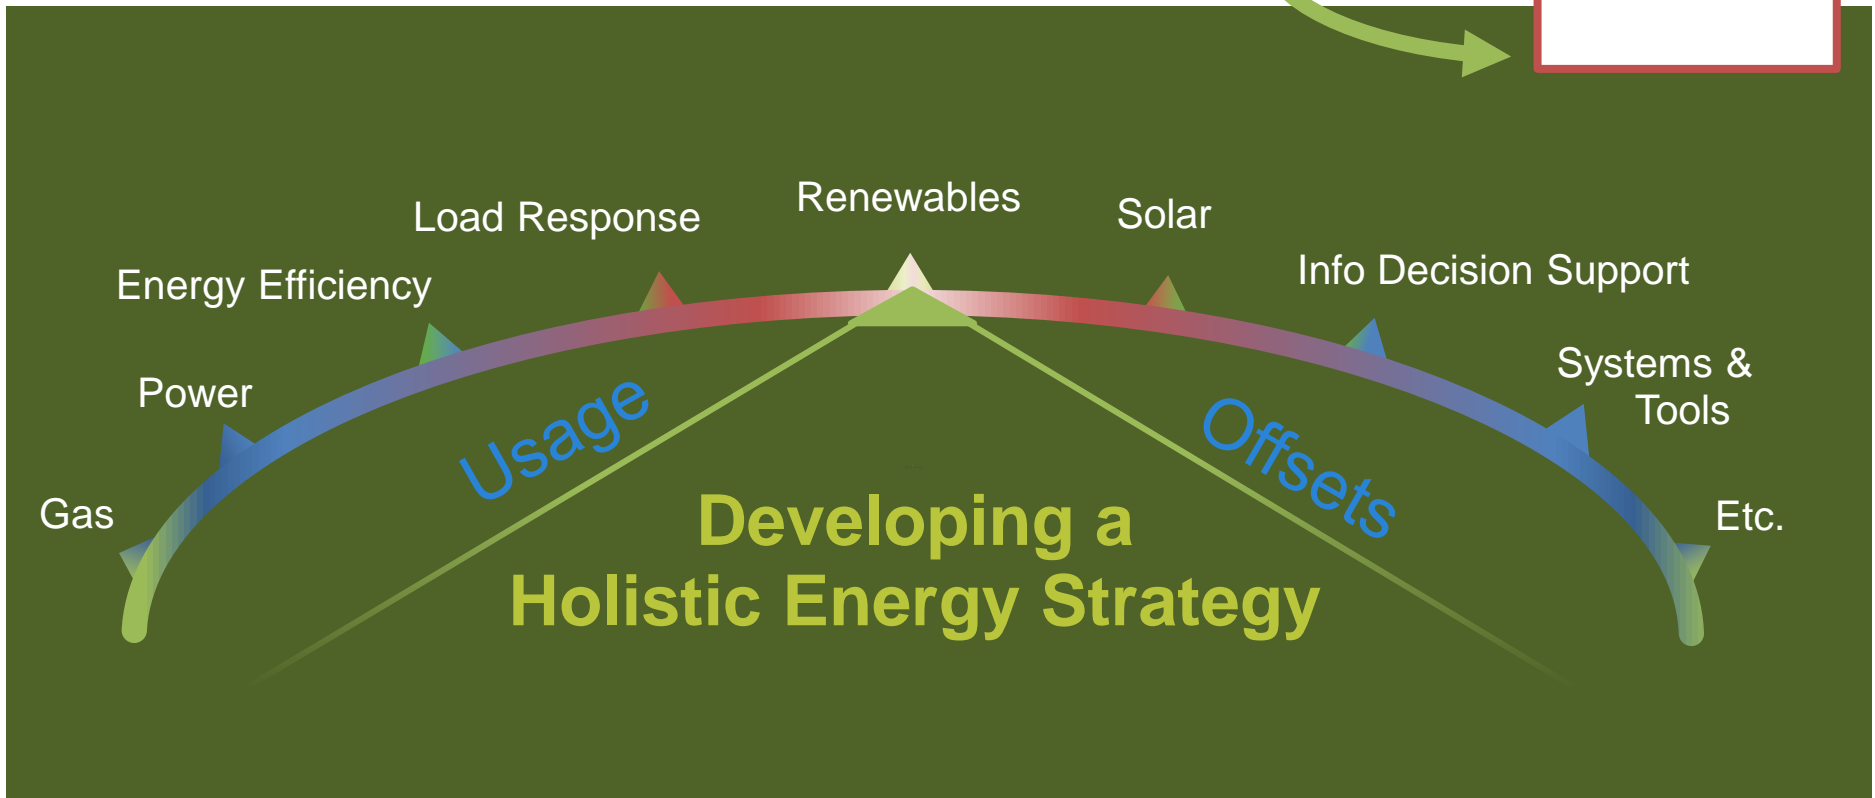 Renewables
Load Response
Solar
Energy Efficiency
Info Decision Support
Power
Systems &
Tools
Gas
Etc.
Usage
Offsets
Developing a
Holistic Energy Strategy